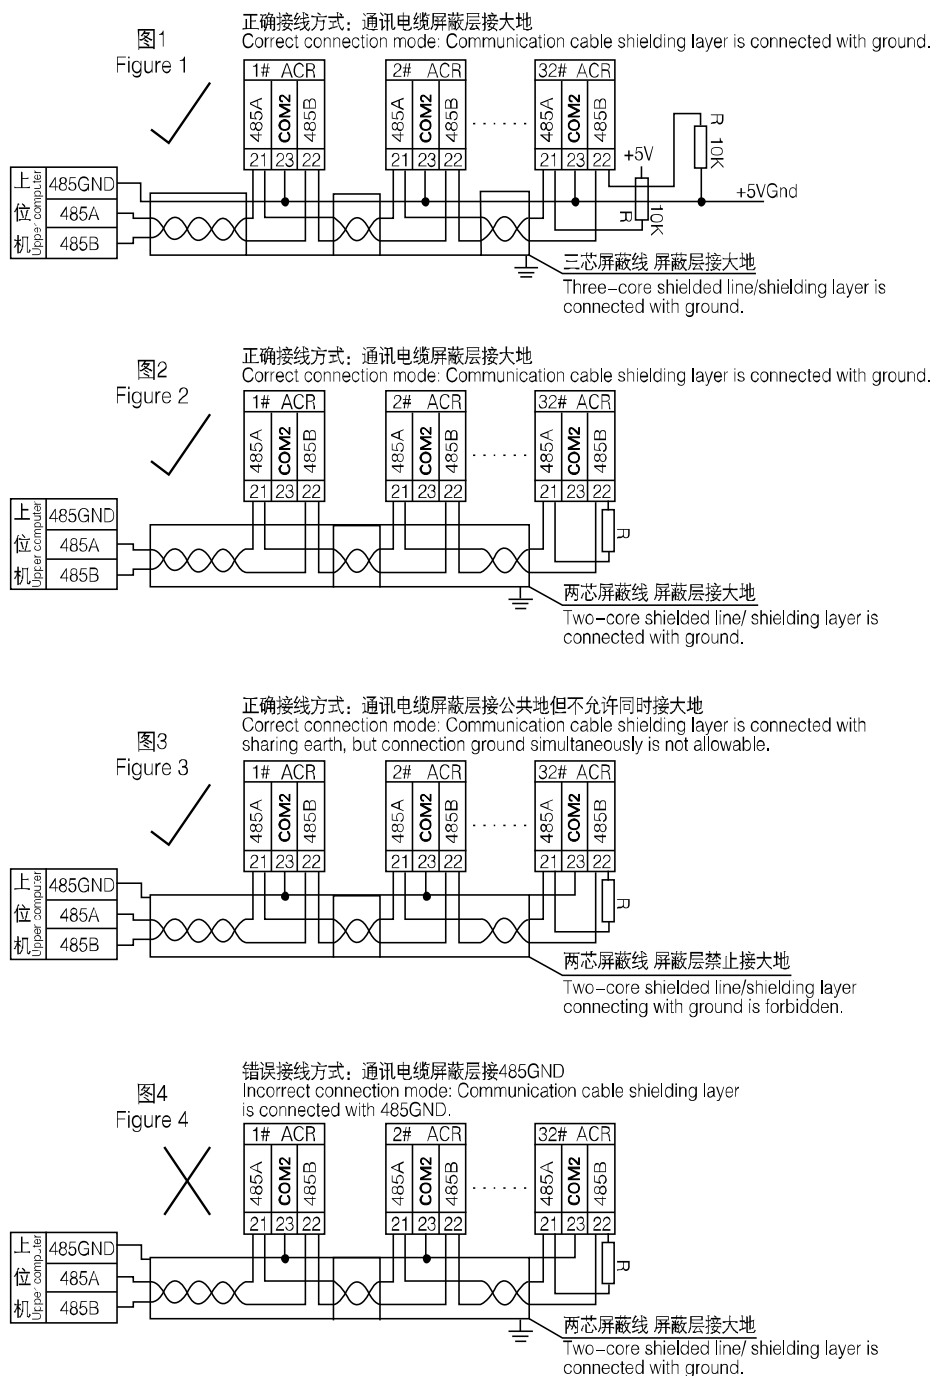 图1
Figure 1
正确接线方式：通讯电缆屏蔽层接大地
Correct connection mode: Communication cable shielding layer is connected with ground.
1# ACR
485A COM2 485B
21 23 22
2# ACR
485A COM2 485B
21 23 22
......
32# ACR
485A COM2 485B
21 23 22
上位机
Upper computer
485GND
485A
485B
+5V
R 10K
R 10K
+5VGnd
三芯屏蔽线 屏蔽层接大地
Three-core shielded line/shielding layer is
connected with ground.
图2
Figure 2
正确接线方式：通讯电缆屏蔽层接大地
Correct connection mode: Communication cable shielding layer is connected with ground.
1# ACR
485A COM2 485B
21 23 22
2# ACR
485A COM2 485B
21 23 22
......
32# ACR
485A COM2 485B
21 23 22
上位机
Upper computer
485GND
485A
485B
R
两芯屏蔽线 屏蔽层接大地
Two-core shielded line/ shielding layer is
connected with ground.
图3
Figure 3
正确接线方式：通讯电缆屏蔽层接公共地但不允许同时接大地
Correct connection mode: Communication cable shielding layer is connected with
sharing earth, but connection ground simultaneously is not allowable.
1# ACR
485A COM2 485B
21 23 22
2# ACR
485A COM2 485B
21 23 22
......
32# ACR
485A COM2 485B
21 23 22
上位机
Upper computer
485GND
485A
485B
R
两芯屏蔽线 屏蔽层禁止接大地
Two-core shielded line/shielding layer
connecting with ground is forbidden.
图4
Figure 4
错误接线方式：通讯电缆屏蔽层接485GND
Incorrect connection mode: Communication cable shielding layer
is connected with 485GND.
1# ACR
485A COM2 485B
21 23 22
2# ACR
485A COM2 485B
21 23 22
......
32# ACR
485A COM2 485B
21 23 22
上位机
Upper computer
485GND
485A
485B
R
两芯屏蔽线 屏蔽层接大地
Two-core shielded line/ shielding layer is
connected with ground.